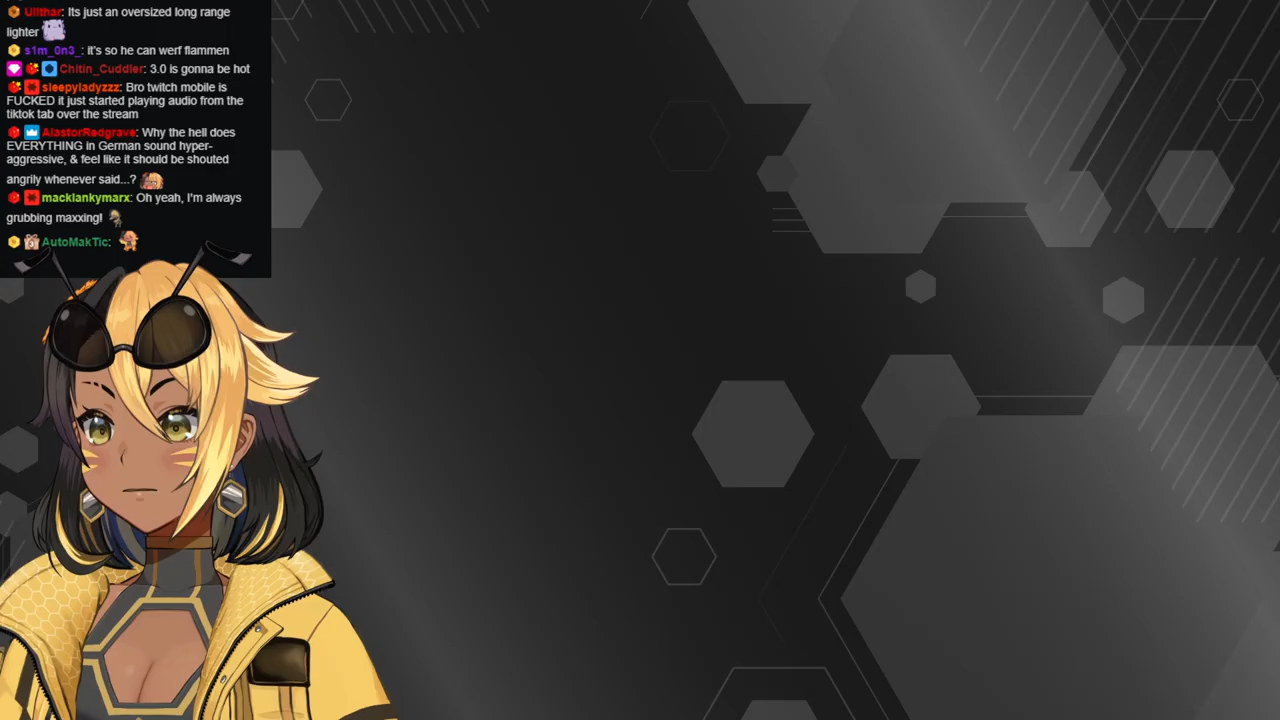 Ullthar: Its just an oversized long range
lighter
s1m_0n3_: it's so he can werf flammen
Chitin_Cuddler: 3.0 is gonna be hot
sleepyladyzzz: Bro twitch mobile is
FUCKED it just started playing audio from the
tiktok tab over the stream
AlastorRedgrave: Why the hell does
EVERYTHING in German sound hyper-
aggressive, & feel like it should be shouted
angrily whenever said...?
macklankymarx: Oh yeah, I'm always
grubbing maxxing!
AutoMakTic: